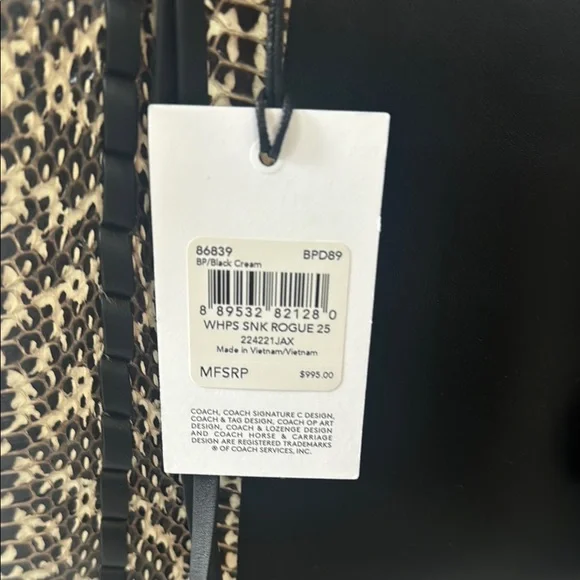 86839 BPD89
BP/Black Cream
8 89532 82128 0
WHPS SNK ROGUE 25
224221JAX
Made in Vietnam/Vietnam
MFSRP $995.00
COACH, COACH SIGNATURE C DESIGN,
COACH & TAG DESIGN, COACH OP ART
DESIGN, COACH & LOZENGE DESIGN
AND COACH HORSE & CARRIAGE
DESIGN ARE REGISTERED TRADEMARKS
® OF COACH SERVICES, INC.